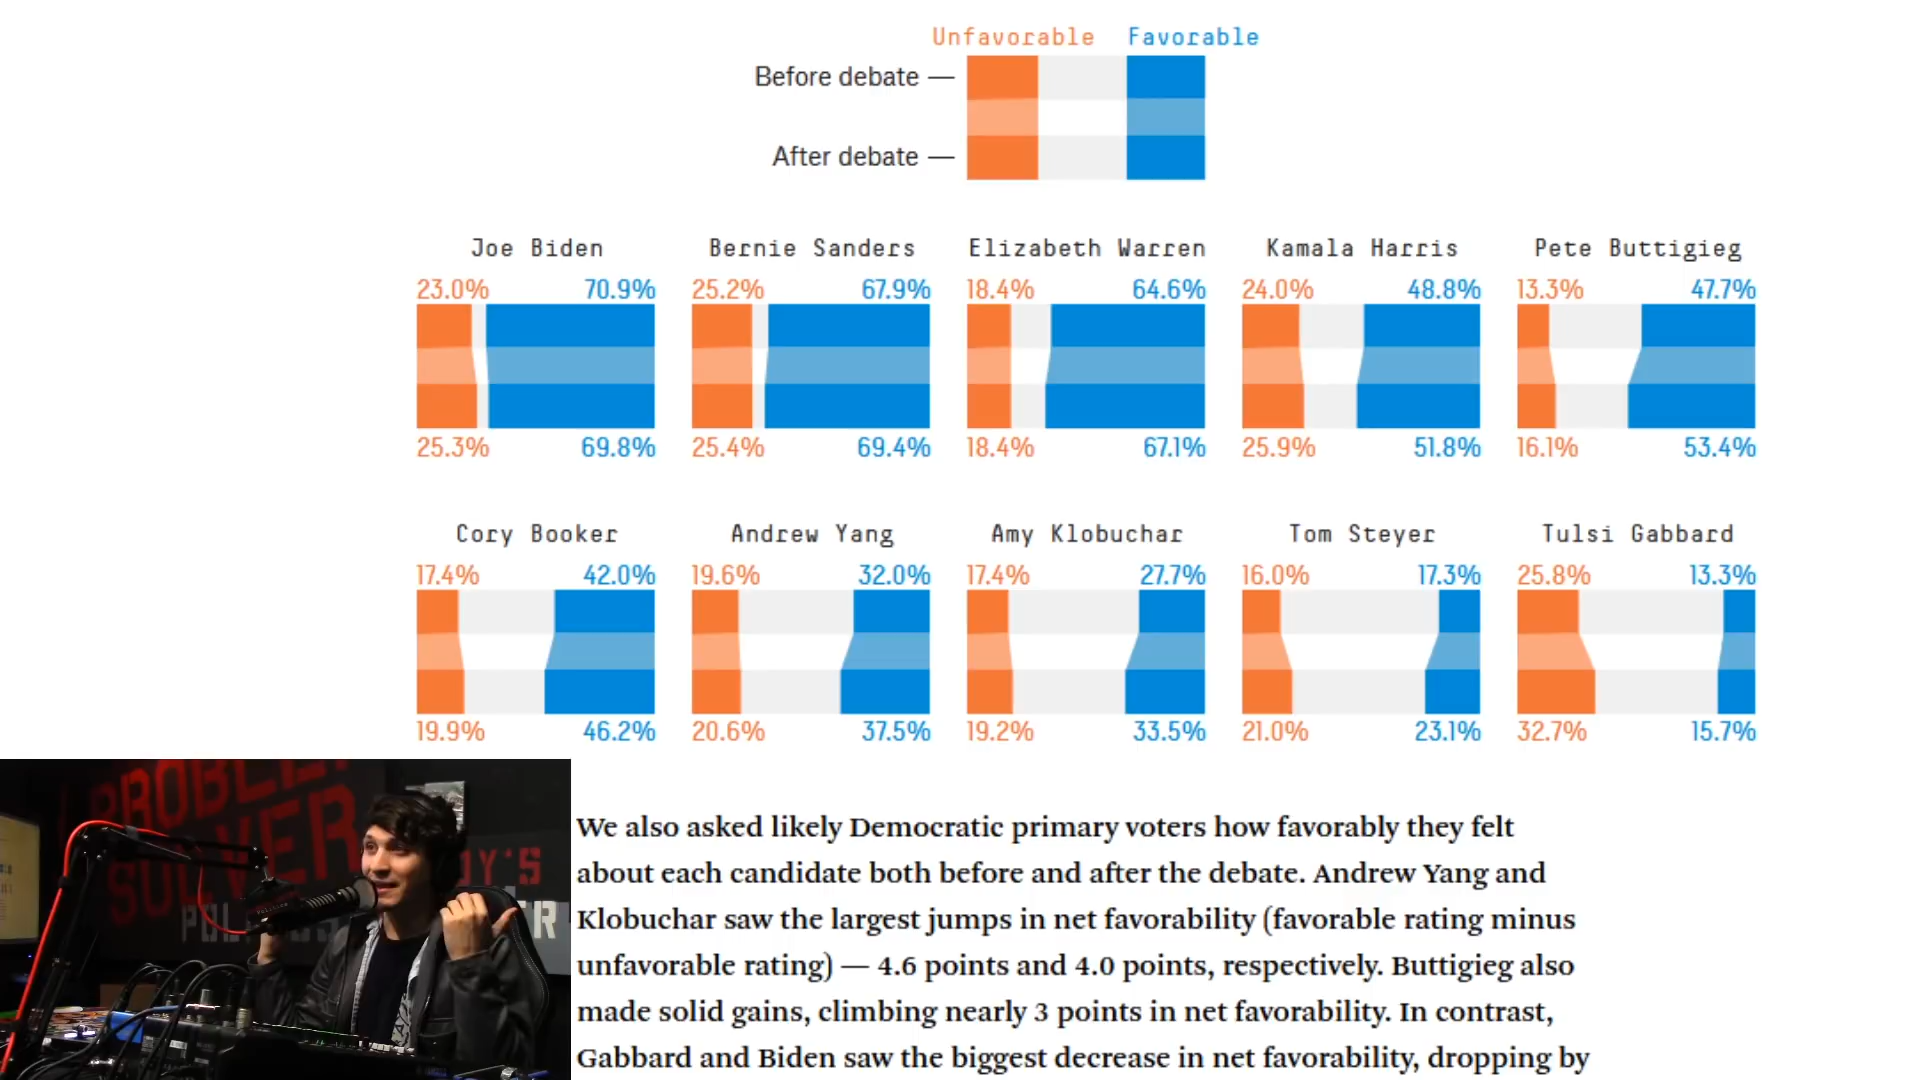 Unfavorable Favorable
Before debate —
After debate —
Joe Biden Bernie Sanders Elizabeth Warren Kamala Harris Pete Buttigieg
23.0% 70.9% 25.2% 67.9% 18.4% 64.6% 24.0% 48.8% 13.3% 47.7%
25.3% 69.8% 25.4% 69.4% 18.4% 67.1% 25.9% 51.8% 16.1% 53.4%
Cory Booker Andrew Yang Amy Klobuchar Tom Steyer Tulsi Gabbard
17.4% 42.0% 19.6% 32.0% 17.4% 27.7% 16.0% 17.3% 25.8% 13.3%
19.9% 46.2% 20.6% 37.5% 19.2% 33.5% 21.0% 23.1% 32.7% 15.7%
PROBLEM
SOLVER
We also asked likely Democratic primary voters how favorably they felt
about each candidate both before and after the debate. Andrew Yang and
Klobuchar saw the largest jumps in net favorability (favorable rating minus
unfavorable rating) — 4.6 points and 4.0 points, respectively. Buttigieg also
made solid gains, climbing nearly 3 points in net favorability. In contrast,
Gabbard and Biden saw the biggest decrease in net favorability, dropping by